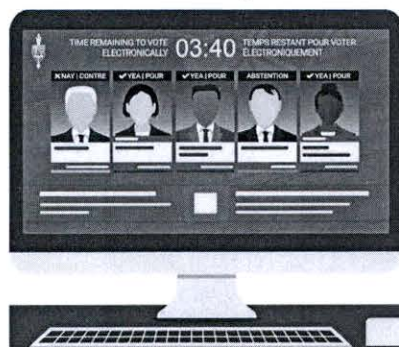 TIME REMAINING TO VOTE
ELECTRONICALLY
03:40
TEMPS RESTANT POUR VOTER
ÉLECTRONIQUEMENT
✗NAY | CONTRE
✓YEA | POUR
✓YEA | POUR
ABSTENTION
✓YEA | POUR